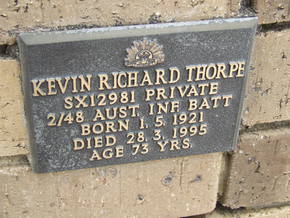 KEVIN RICHARD THORPE
SX12981 PRIVATE
2/48 AUST. INF BATT
BORN 1.5.1921
DIED 28.3.1995
AGE 73 YRS.